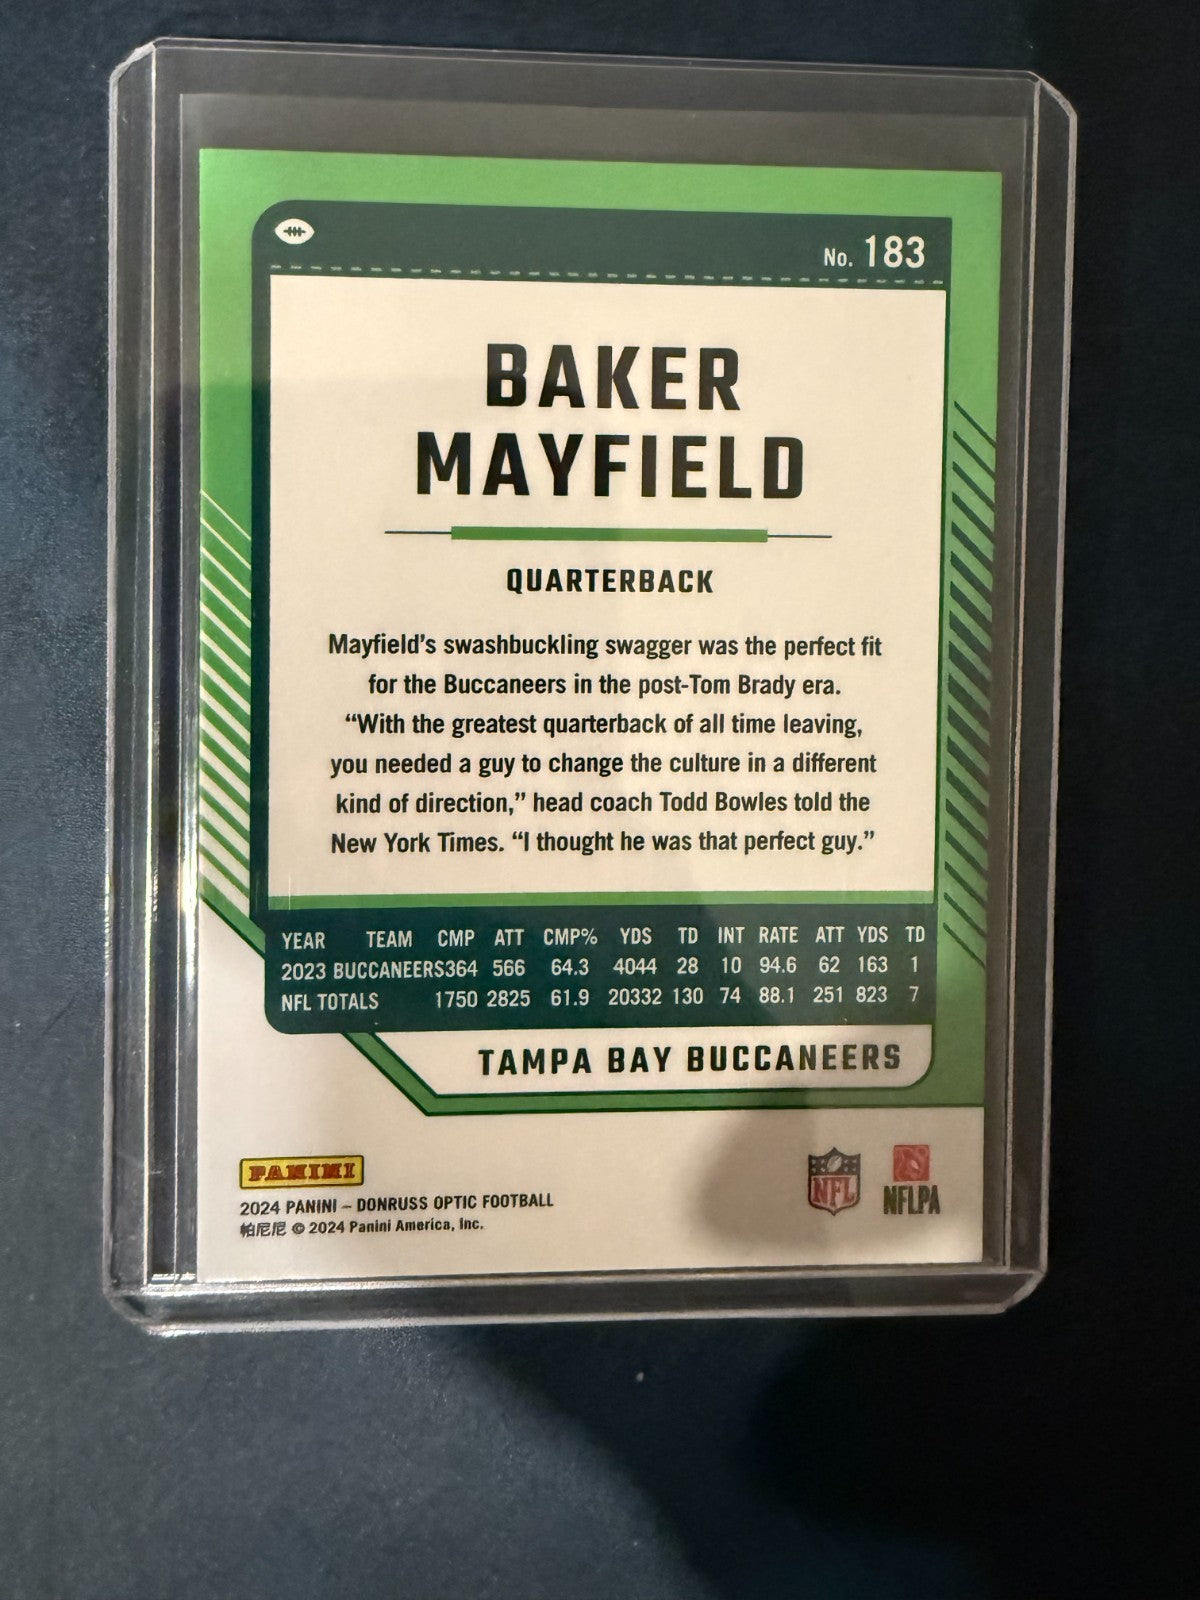 No. 183
BAKER
MAYFIELD
QUARTERBACK
Mayfield's swashbuckling swagger was the perfect fit
for the Buccaneers in the post-Tom Brady era.
“With the greatest quarterback of all time leaving,
you needed a guy to change the culture in a different
kind of direction,” head coach Todd Bowles told the
New York Times. “I thought he was that perfect guy.”
YEAR TEAM CMP ATT CMP% YDS TD INT RATE ATT YDS TD
2023 BUCCANEERS 364 566 64.3 4044 28 10 94.6 62 163 1
NFL TOTALS 1750 2825 61.9 20332 130 74 88.1 251 823 7
TAMPA BAY BUCCANEERS
PANINI
2024 PANINI – DONRUSS OPTIC FOOTBALL
帕尼尼 © 2024 Panini America, Inc.
NFL
NFLPA